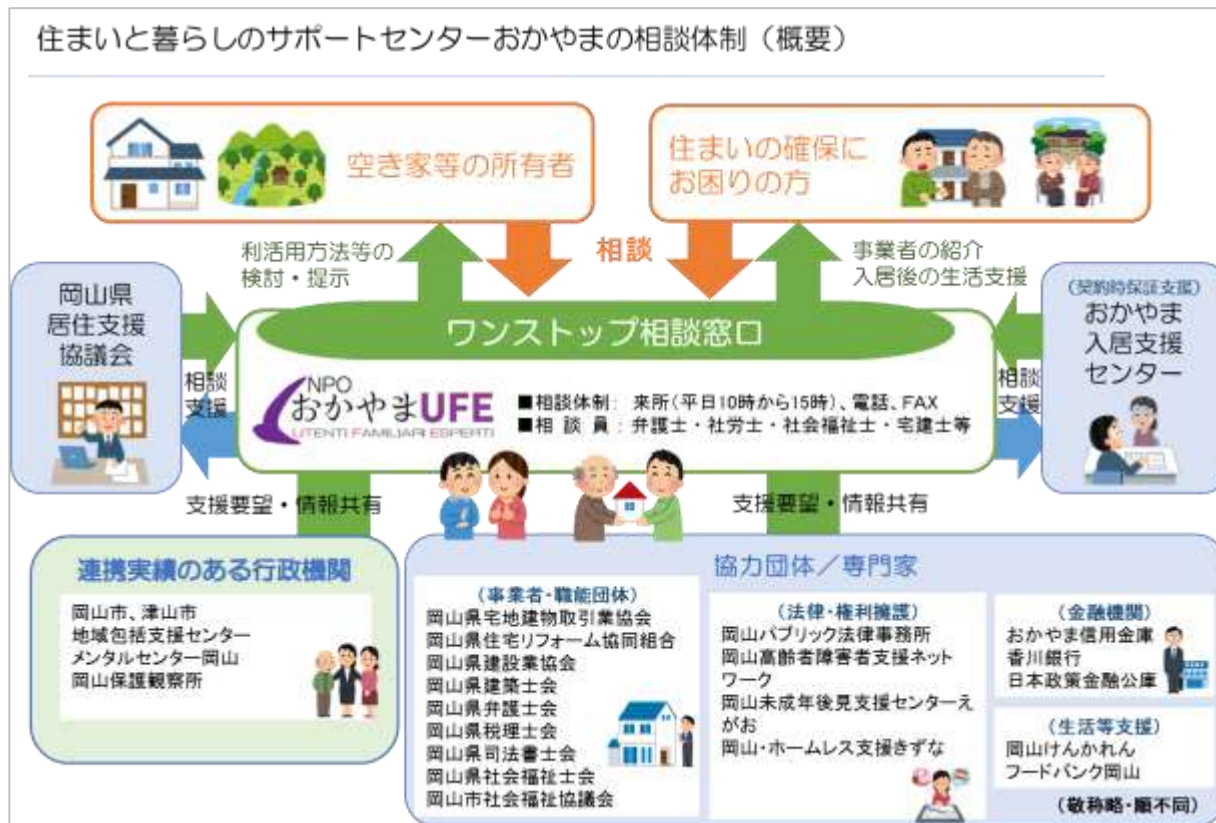 住まいと暮らしのサポートセンターおかやまの相談体制（概要）
空き家等の所有者
住まいの確保に
お困りの方
利活用方法等の
検討・提示
相談
事業者の紹介
入居後の生活支援
岡山県
居住支援
協議会
相談
支援
ワンストップ相談窓口
NPO
おかやまUFE
UTENTI FAMILIARI ESPERTI
■相談体制： 来所（平日10時から15時）、電話、FAX
■相 談 員 ： 弁護士・社労士・社会福祉士・宅建士等
（契約時保証支援）
おかやま
入居支援
センター
相談
支援
支援要望・情報共有
支援要望・情報共有
連携実績のある行政機関
岡山市、津山市
地域包括支援センター
メンタルセンター岡山
岡山保護観察所
協力団体／専門家
（事業者・職能団体）
岡山県宅地建物取引業協会
岡山県住宅リフォーム協同組合
岡山県建設業協会
岡山県建築士会
岡山県弁護士会
岡山県税理士会
岡山県司法書士会
岡山県社会福祉士会
岡山市社会福祉協議会
（法律・権利擁護）
岡山パブリック法律事務所
岡山高齢者障害者支援ネット
ワーク
岡山未成年後見支援センターえ
がお
岡山・ホームレス支援きずな
（金融機関）
おかやま信用金庫
香川銀行
日本政策金融公庫
（生活等支援）
岡山けんかれん
フードバンク岡山
（敬称略・順不同）